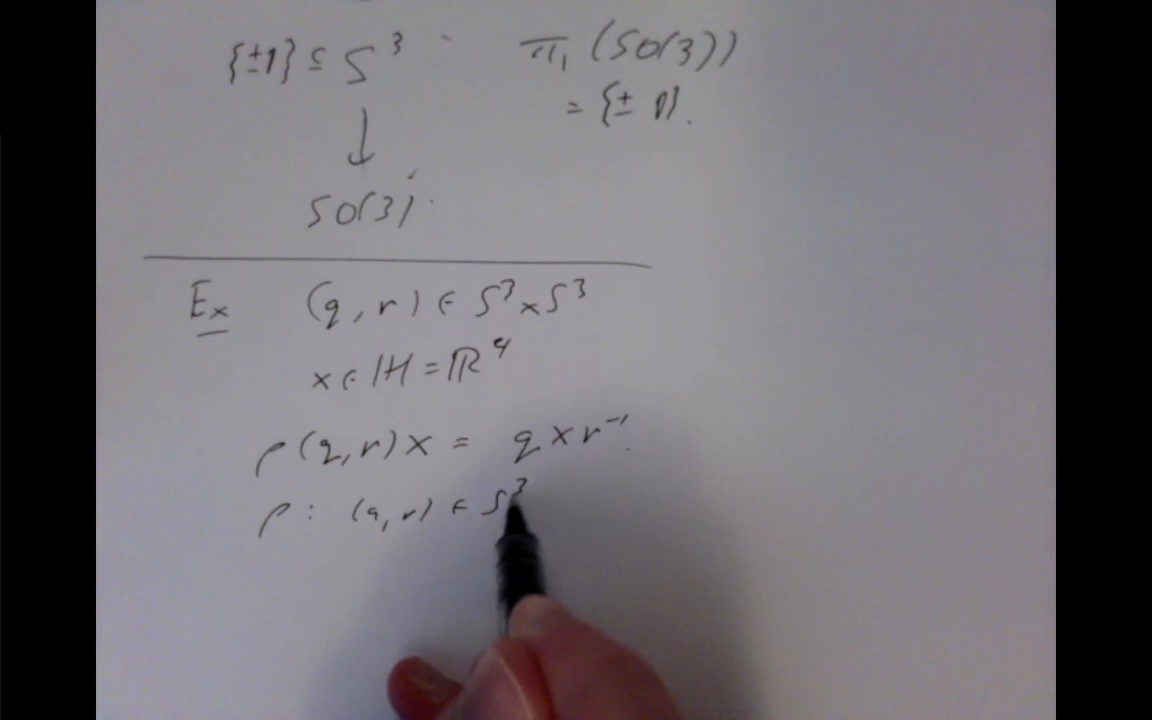 {±1} ⊆ S³ π₁ (SO(3))
= {± 1}.
↓
SO(3).
Ex (q, r) ∈ S³ × S³
x ∈ ℍ = ℝ⁴
ρ(q, r) x = q x r⁻¹.
ρ : (q, r) ∈ S³